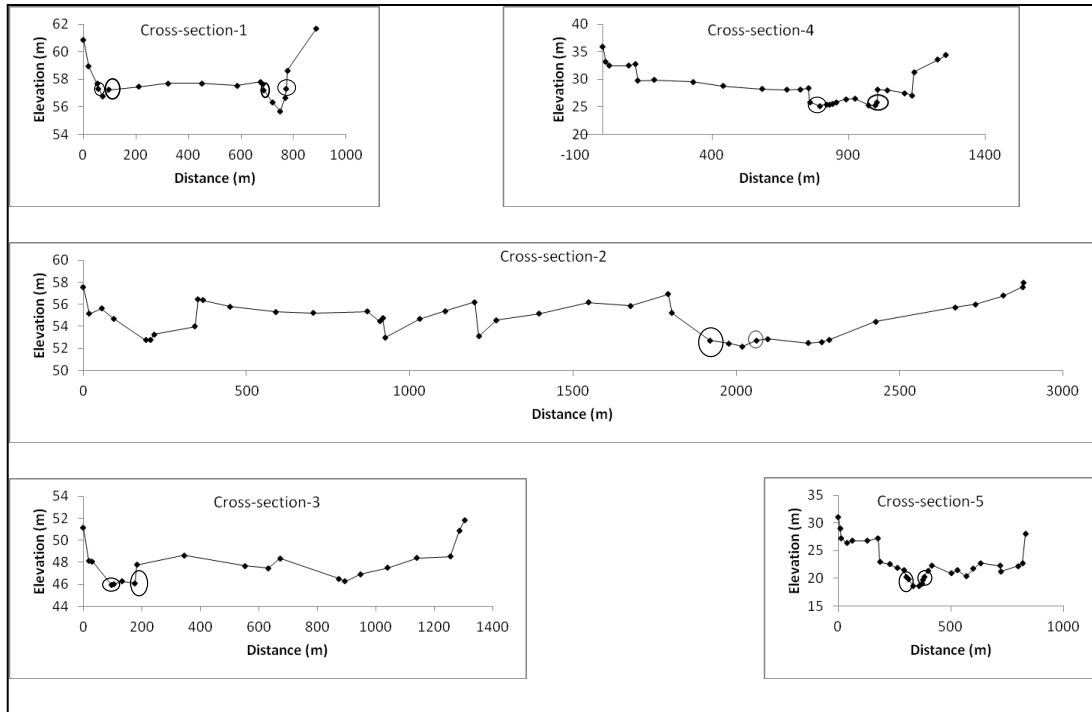 Cross-section-1
Elevation (m)
62
60
58
56
54
0 200 400 600 800 1000
Distance (m)
Cross-section-4
Elevation (m)
40
35
30
25
20
-100 400 900 1400
Distance (m)
Cross-section-2
Elevation (m)
60
58
56
54
52
50
0 500 1000 1500 2000 2500 3000
Distance (m)
Cross-section-3
Elevation (m)
54
52
50
48
46
44
0 200 400 600 800 1000 1200 1400
Distance (m)
Cross-section-5
Elevation (m)
35
30
25
20
15
0 500 1000
Distance (m)